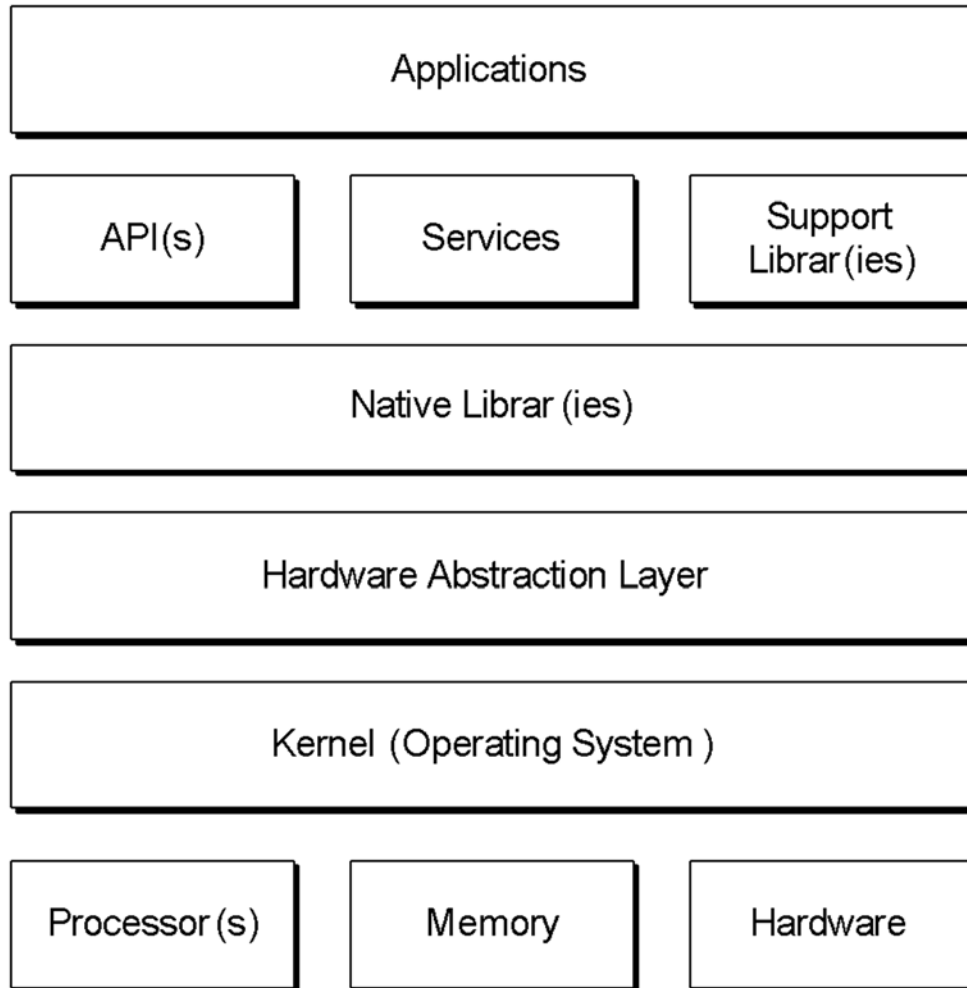 Applications
API(s)
Services
Support
Librar(ies)
Native Librar (ies)
Hardware Abstraction Layer
Kernel (Operating System )
Processor(s)
Memory
Hardware